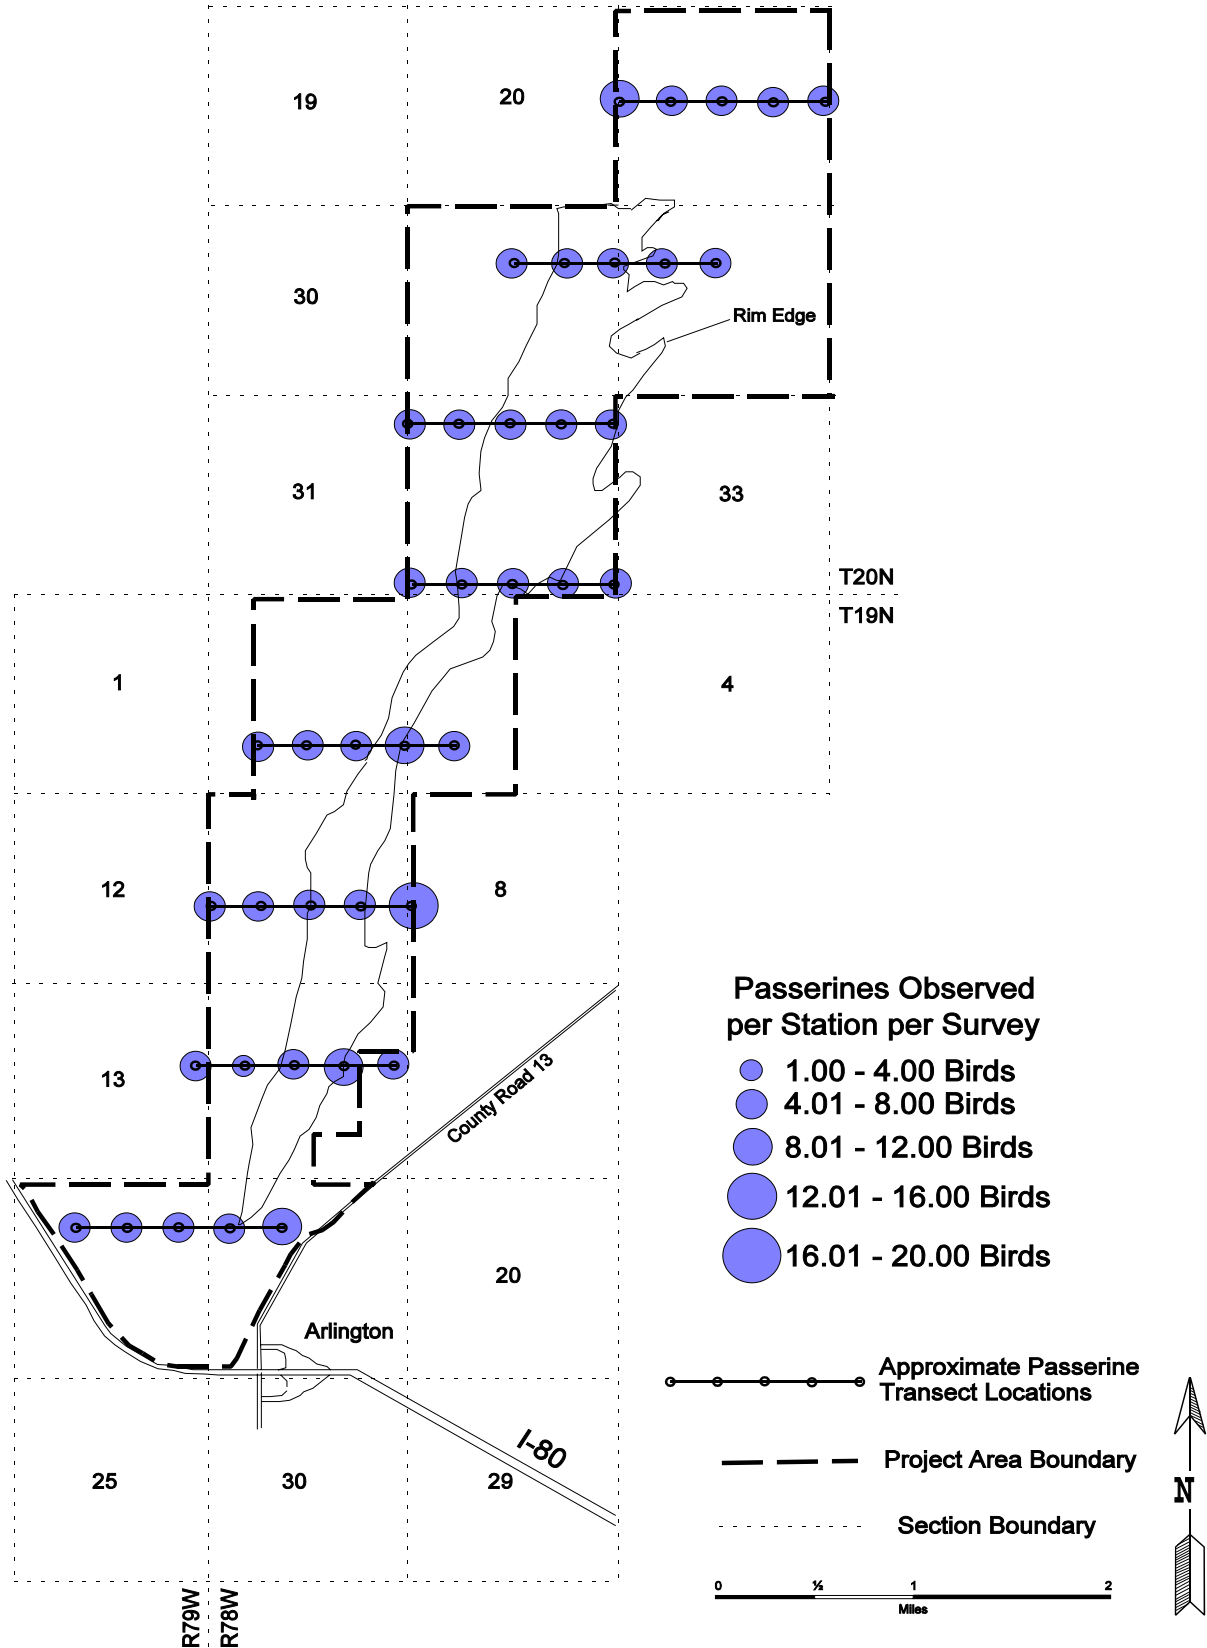 19
20
30
Rim Edge
31
33
T20N
T19N
1
4
12
8
13
County Road 13
20
Arlington
I-80
25
30
29
R79W
R78W
Passerines Observed
per Station per Survey
1.00 - 4.00 Birds
4.01 - 8.00 Birds
8.01 - 12.00 Birds
12.01 - 16.00 Birds
16.01 - 20.00 Birds
Approximate Passerine
Transect Locations
Project Area Boundary
Section Boundary
0 ½ 1 2
Miles
N